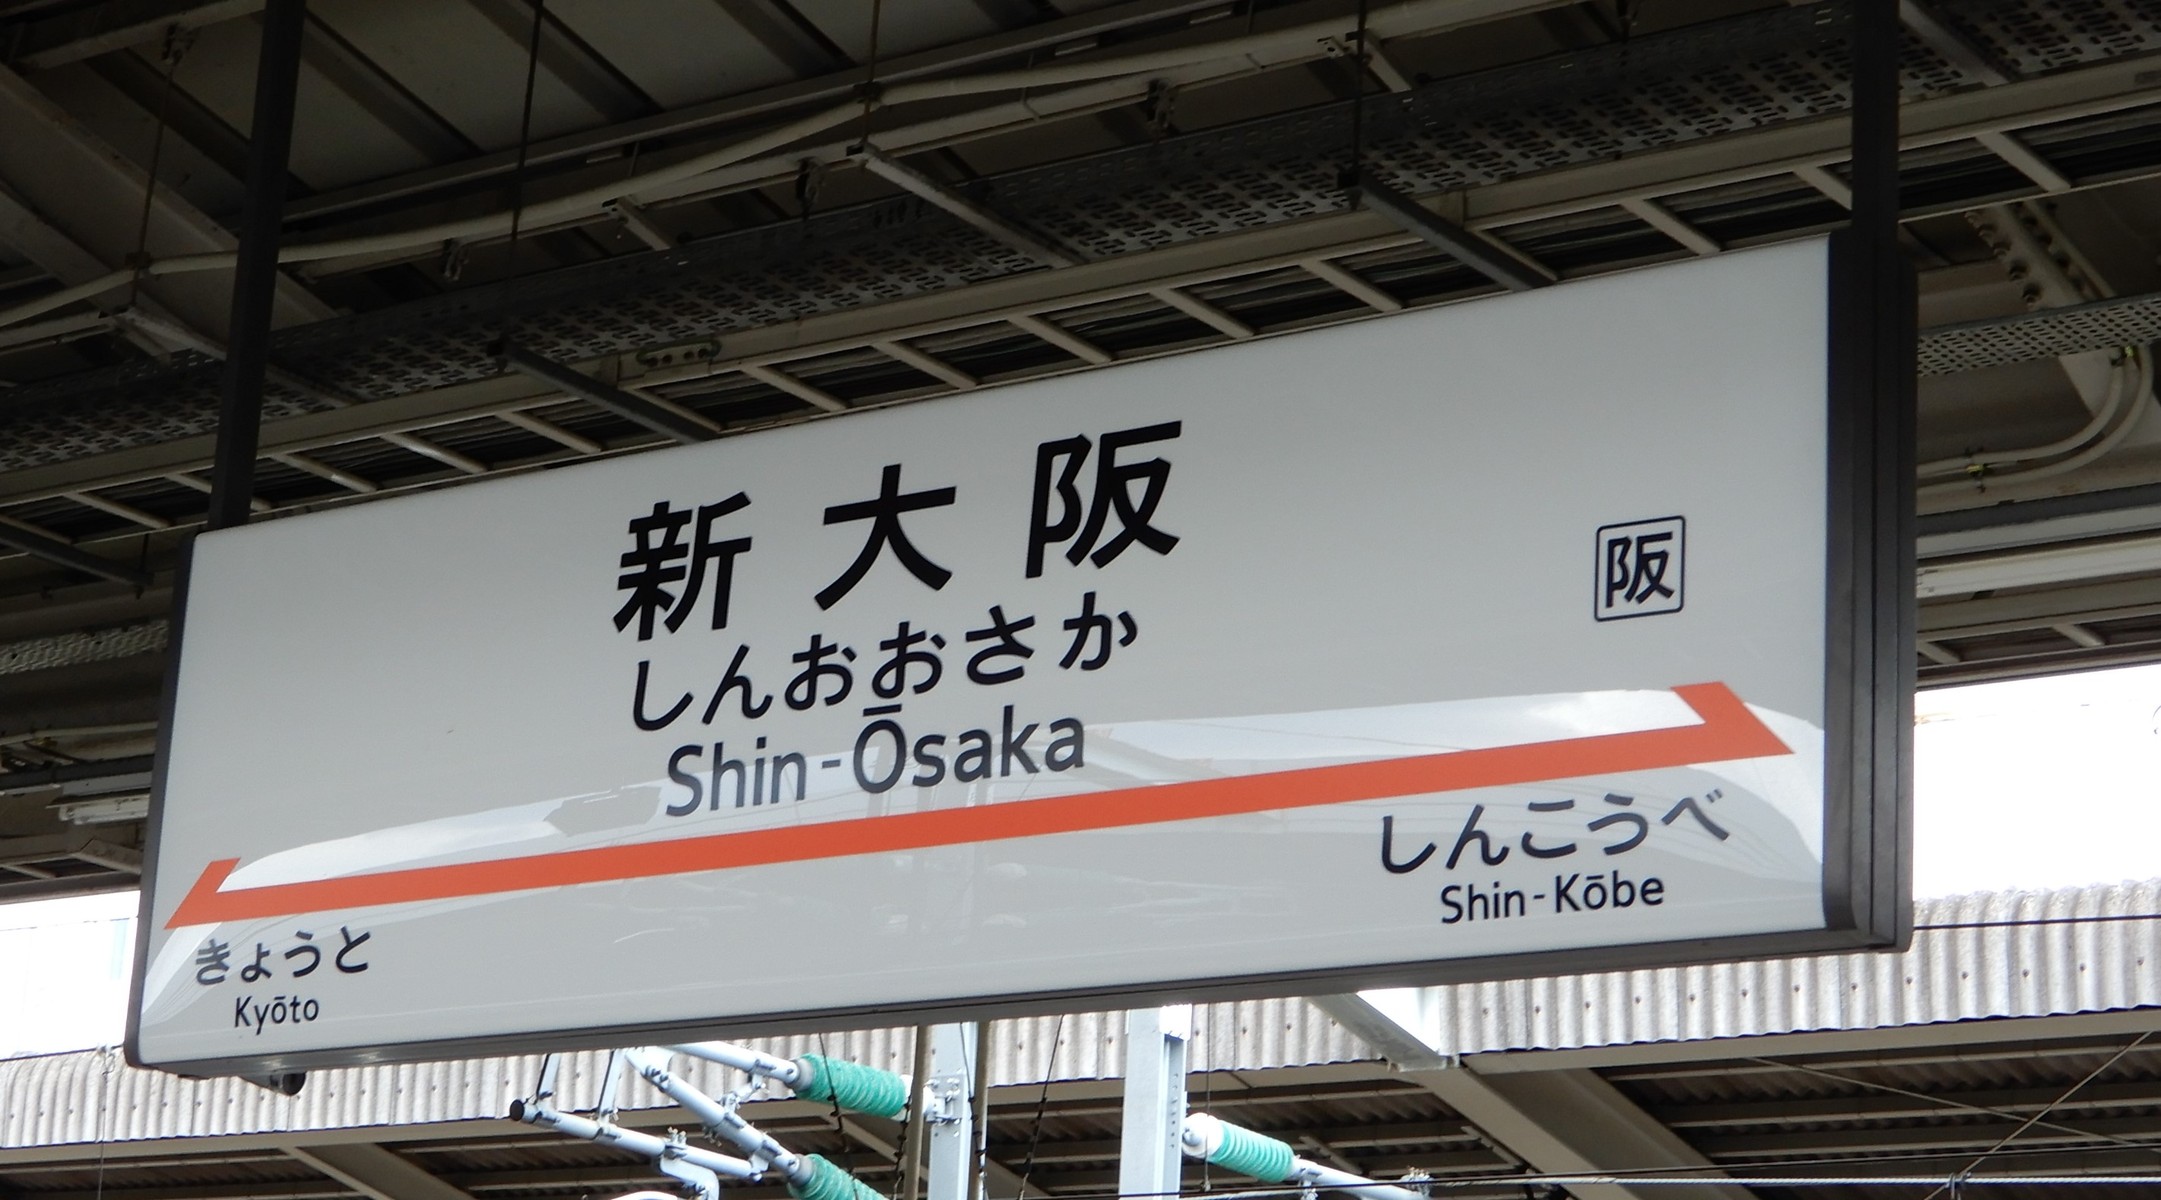 新大阪
しんおおさか
Shin-Ōsaka
阪
きょうと
Kyōto
しんこうべ
Shin-Kōbe